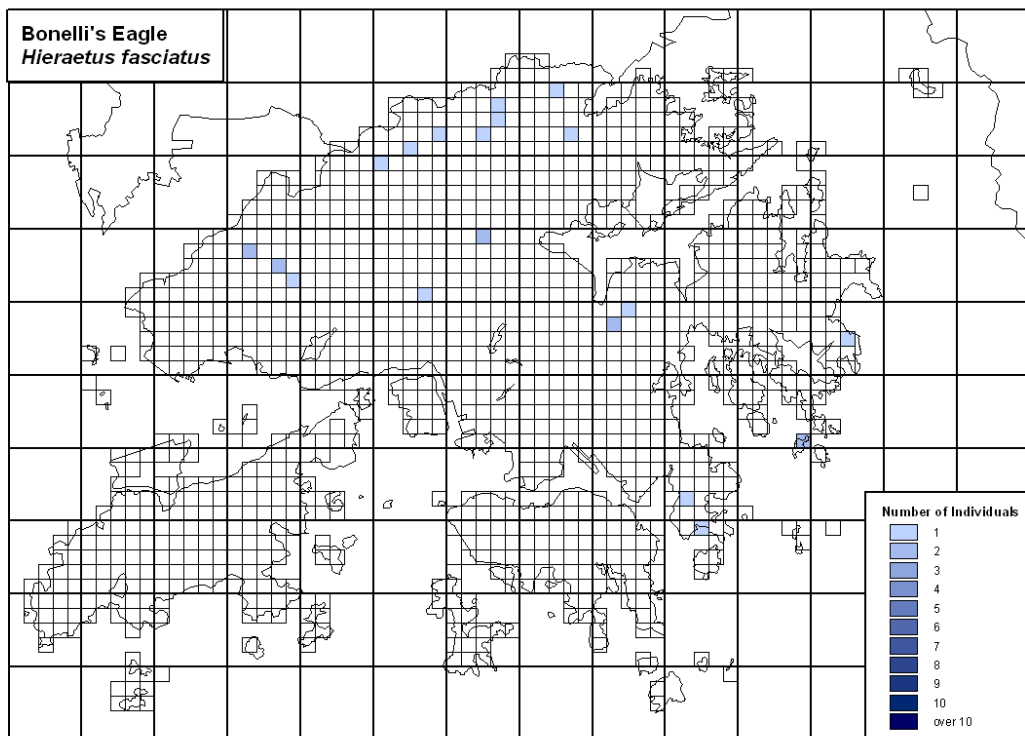 Bonelli's Eagle
Hieraetus fasciatus
Number of Individuals
1
2
3
4
5
6
7
8
9
10
over 10